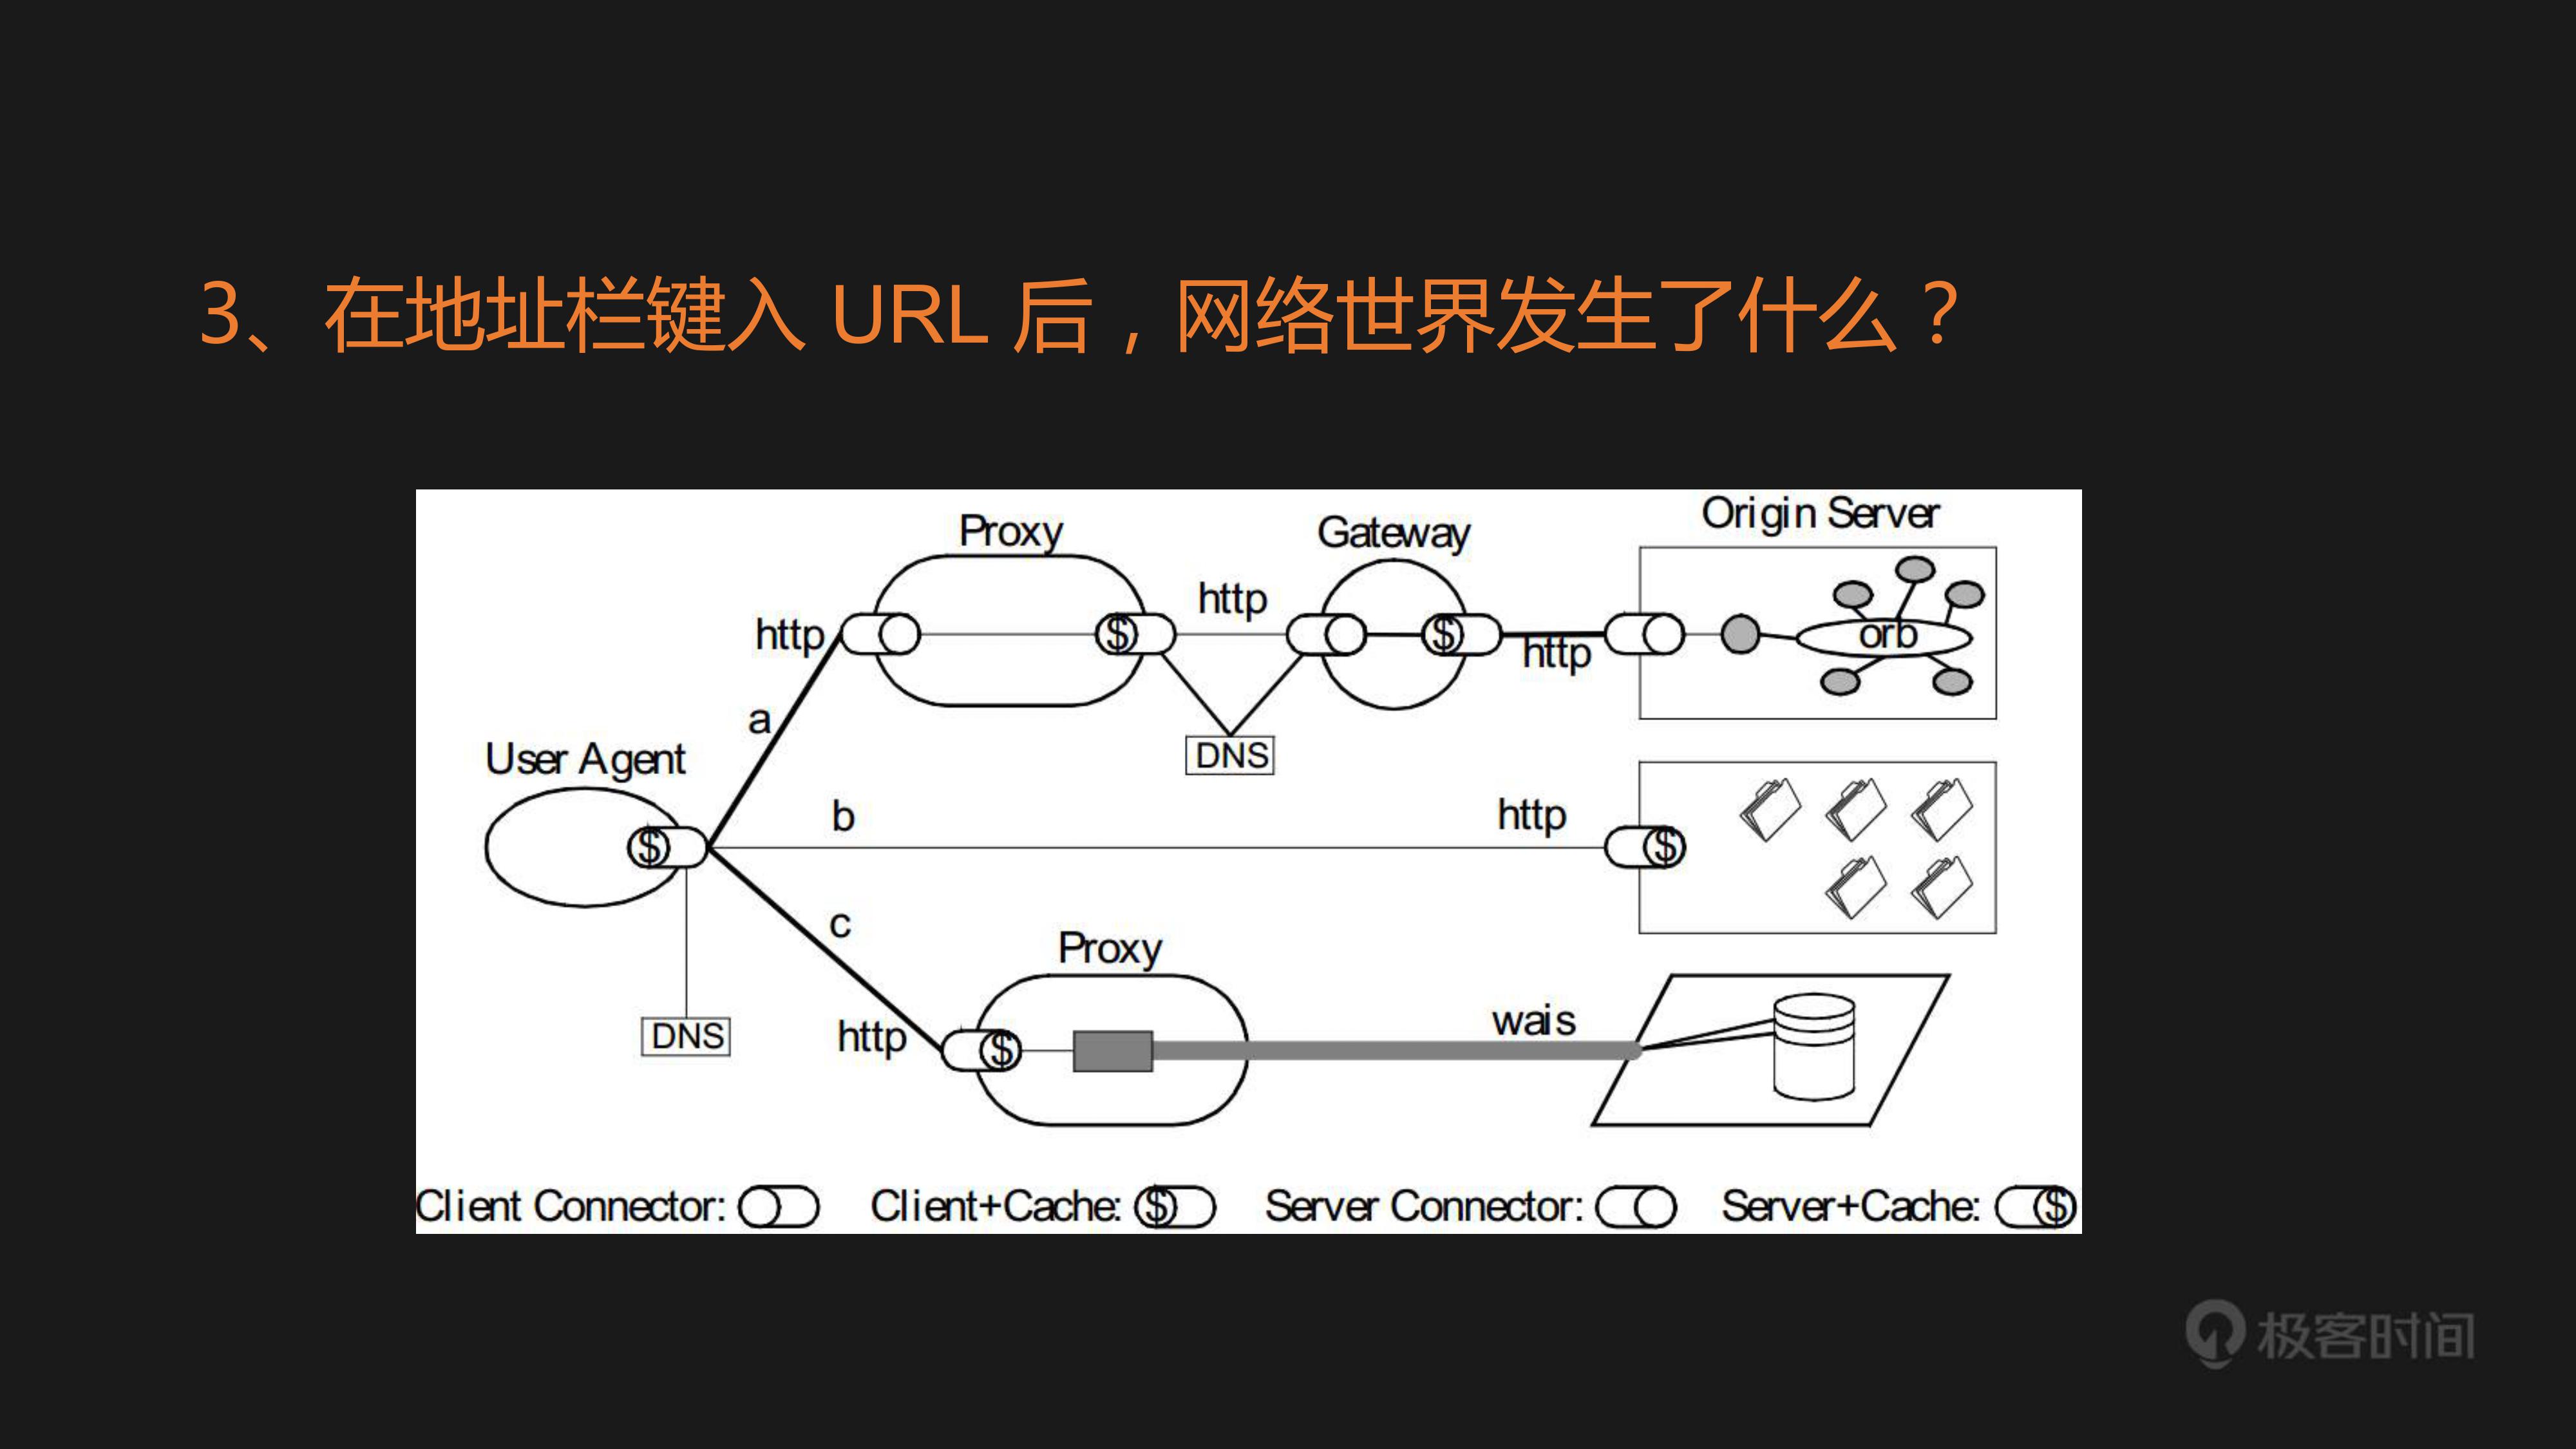 3、在地址栏键入 URL 后，网络世界发生了什么？
Origin Server
Proxy
Gateway
http
http
http
orb
a
DNS
User Agent
b
http
c
Proxy
DNS
http
wais
$
$
$
$
$
Client Connector:
Client+Cache: $
Server Connector:
Server+Cache: $
极客时间